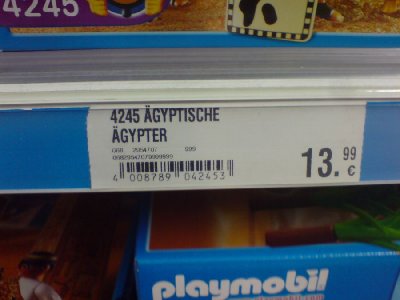 4245
4245 ÄGYPTISCHE
ÄGYPTER
13.99
€
4 008789 042453
playmobil